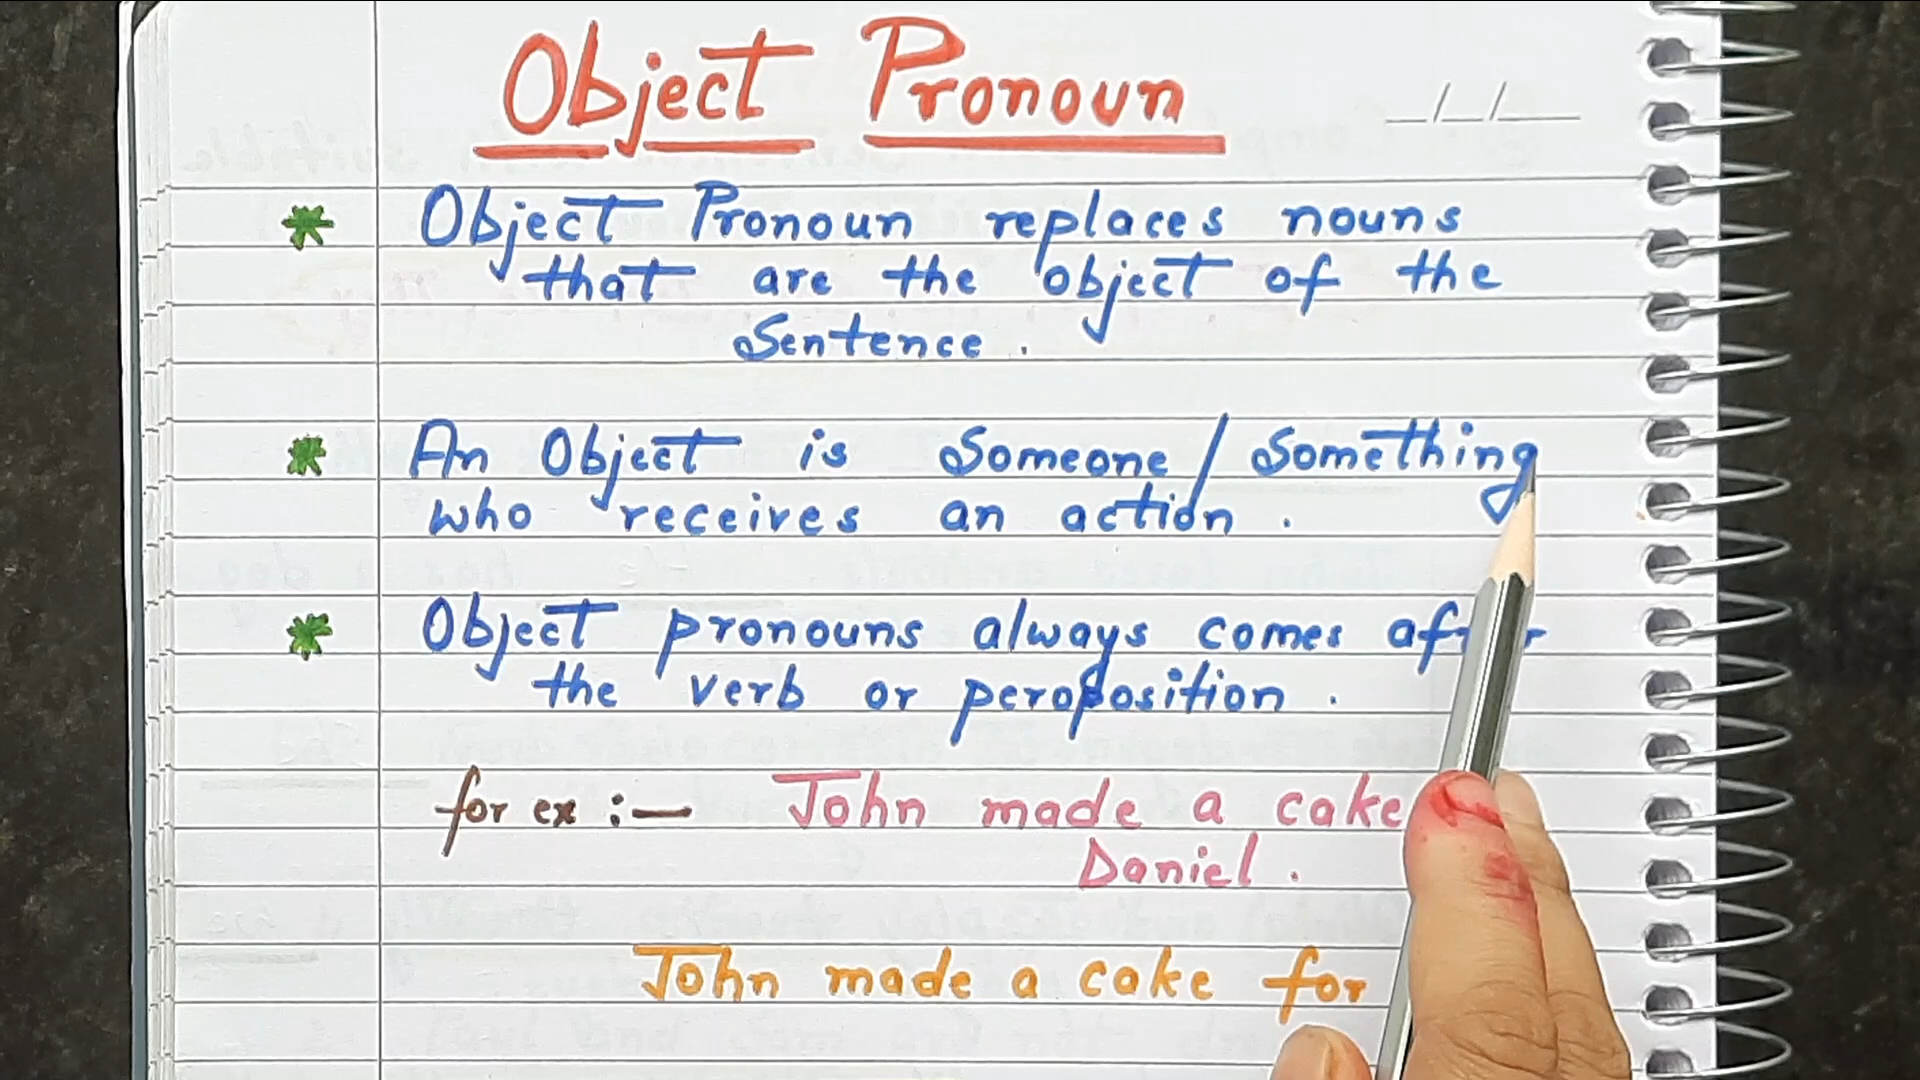 Object Pronoun
Object Pronoun replaces nouns
that are the object of the
Sentence .
An Object is Someone / Something
who receives an action .
Object pronouns always comes
the verb or peroposition .
for ex :— John made a cake
Daniel .
John made a cake for